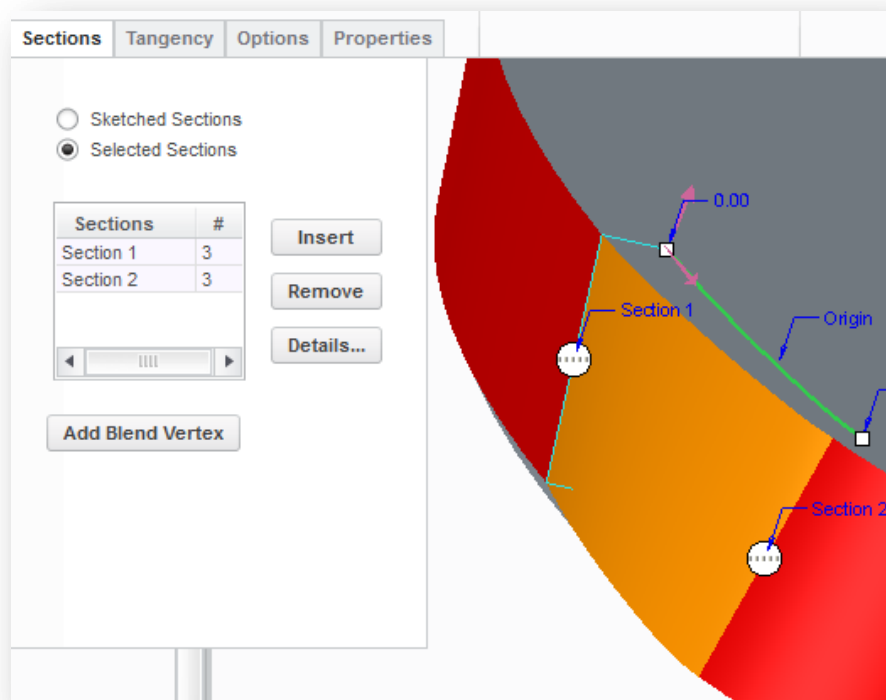 Sections Tangency Options Properties
Sketched Sections
Selected Sections
Sections #
Section 1 3
Section 2 3
Insert
Remove
Details...
Add Blend Vertex
0.00
Section 1
Origin
Section 2